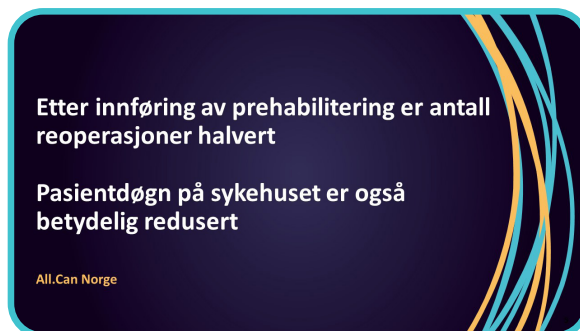 Etter innføring av prehabilitering er antall
reoperasjoner halvert
Pasientdøgn på sykehuset er også
betydelig redusert
All.Can Norge